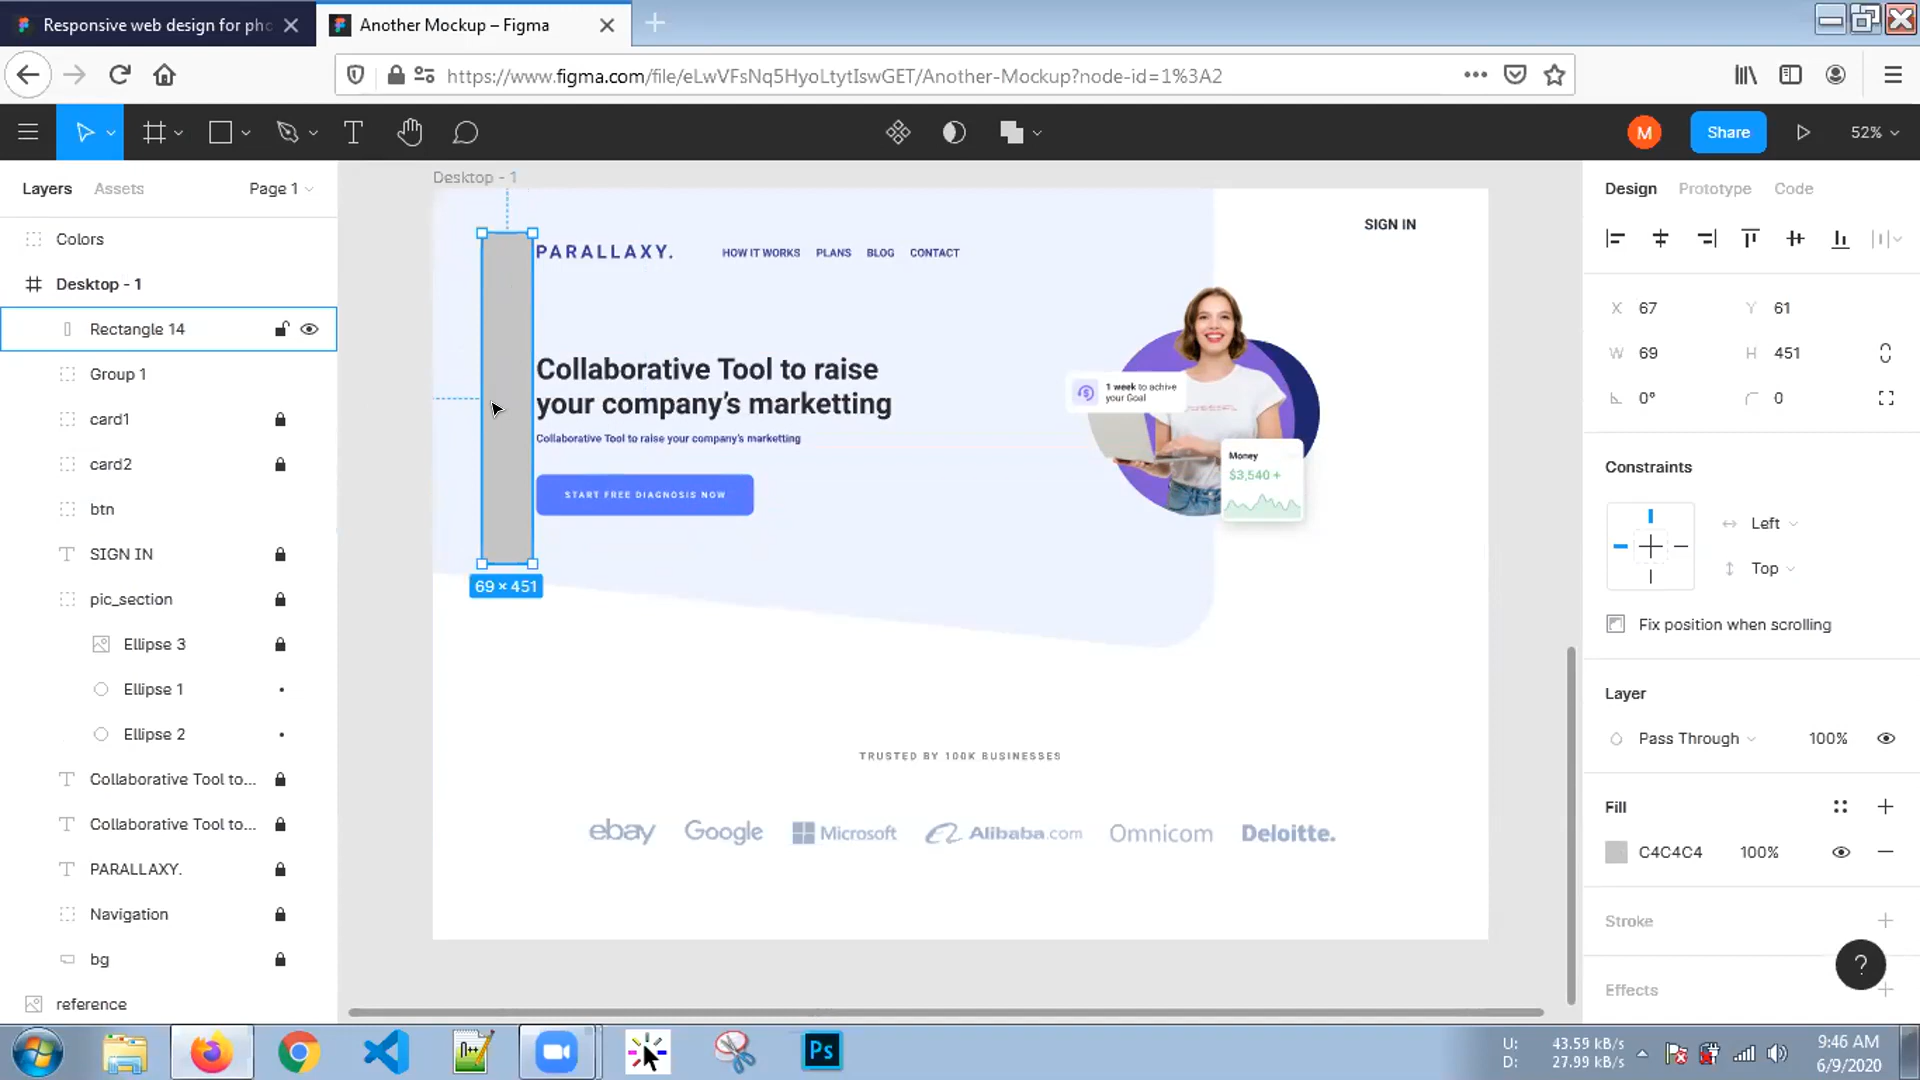 Responsive web design for pho
Another Mockup – Figma
https://www.figma.com/file/eLwVFsNq5HyoLtytIswGET/Another-Mockup?node-id=1%3A2
M
Share
52%
Layers
Assets
Page 1
Colors
Desktop - 1
Rectangle 14
Group 1
card1
card2
btn
SIGN IN
pic_section
Ellipse 3
Ellipse 1
Ellipse 2
Collaborative Tool to...
Collaborative Tool to...
PARALLAXY.
Navigation
bg
reference
Desktop - 1
SIGN IN
PARALLAXY.
HOW IT WORKS
PLANS
BLOG
CONTACT
Collaborative Tool to raise
your company's marketting
Collaborative Tool to raise your company's marketting
START FREE DIAGNOSIS NOW
1 week to achive
your Goal
Money
$3,540 +
69 × 451
TRUSTED BY 100K BUSINESSES
ebay
Google
Microsoft
Alibaba.com
Omnicom
Deloitte.
Design
Prototype
Code
X 67
Y 61
W 69
H 451
0°
0
Constraints
Left
Top
Fix position when scrolling
Layer
Pass Through
100%
Fill
C4C4C4
100%
Stroke
Effects
?
n++
Ps
U: 43.59 kB/s
D: 27.99 kB/s
9:46 AM
6/9/2020